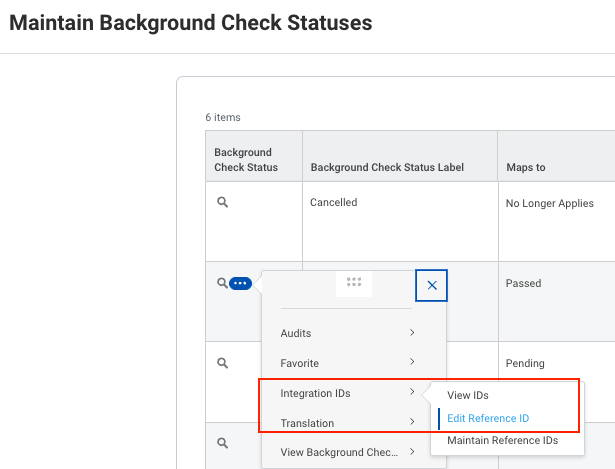 Maintain Background Check Statuses
6 items
Background
Check Status
Background Check Status Label
Maps to
Cancelled
No Longer Applies
Passed
Audits
Favorite
Pending
Integration IDs
View IDs
Edit Reference ID
Translation
Maintain Reference IDs
View Background Chec...